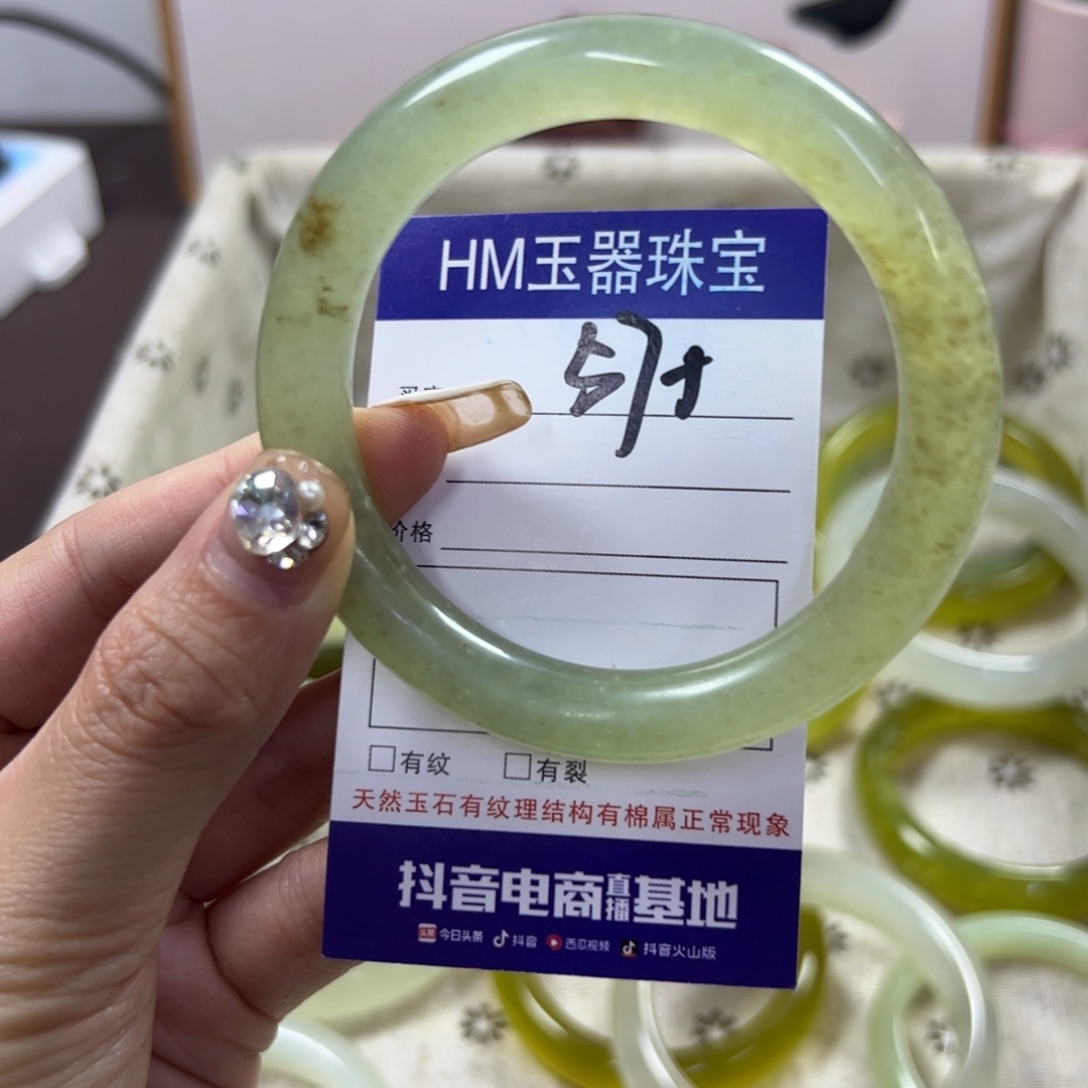 HM玉器珠宝
价格
有纹 有裂
天然玉石有纹理结构有棉属正常现象
抖音电商直播基地
头条 今日头条 抖音 西瓜视频 抖音火山版